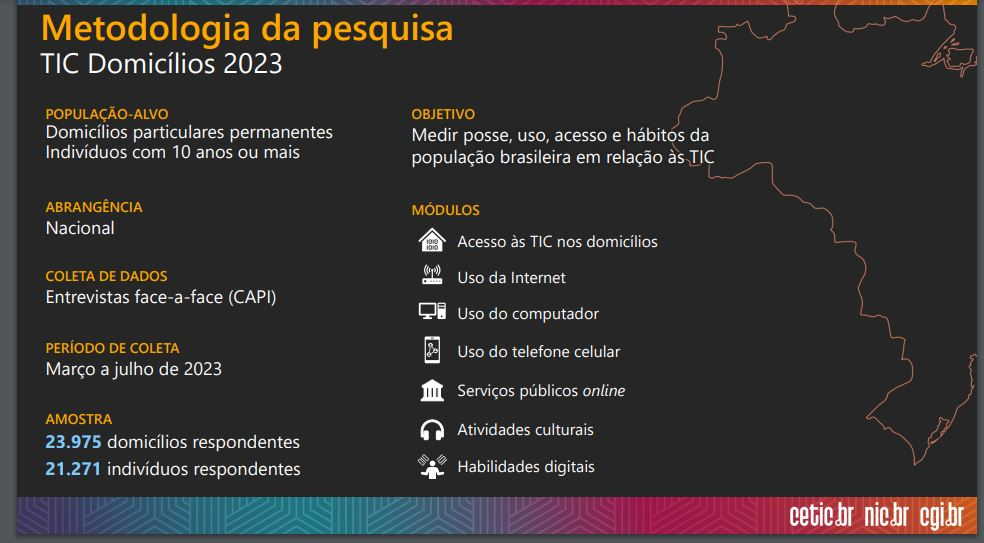 Metodologia da pesquisa
TIC Domicílios 2023
POPULAÇÃO-ALVO
Domicílios particulares permanentes
Indivíduos com 10 anos ou mais
ABRANGÊNCIA
Nacional
COLETA DE DADOS
Entrevistas face-a-face (CAPI)
PERÍODO DE COLETA
Março a julho de 2023
AMOSTRA
23.975 domicílios respondentes
21.271 indivíduos respondentes
OBJETIVO
Medir posse, uso, acesso e hábitos da
população brasileira em relação às TIC
MÓDULOS
Acesso às TIC nos domicílios
Uso da Internet
Uso do computador
Uso do telefone celular
Serviços públicos online
Atividades culturais
Habilidades digitais
cetic.br nic.br cgi.br